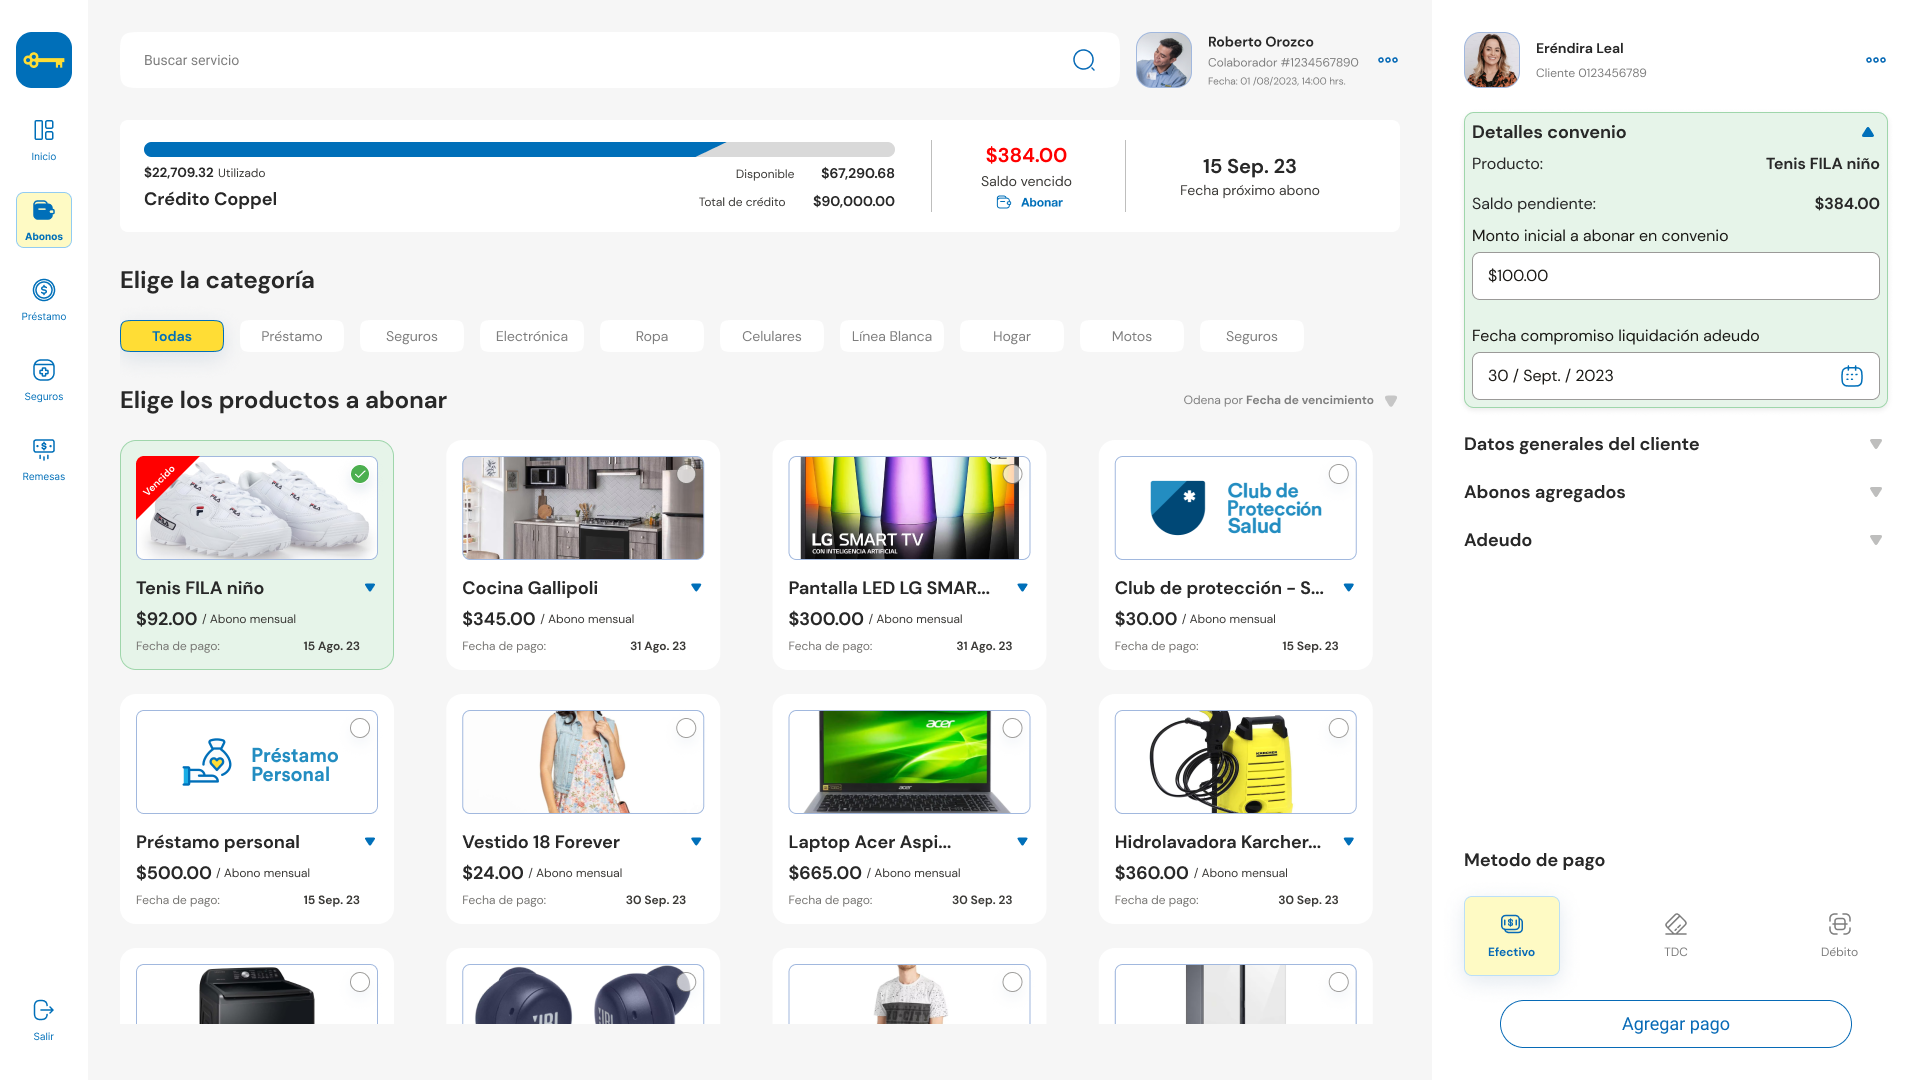 Inicio
Abonos
Préstamo
Seguros
Remesas
Salir
Buscar servicio
Roberto Orozco
Colaborador #1234567890
Fecha: 01 /08/2023, 14:00 hrs.
$22,709.32 Utilizado
Disponible $67,290.68
Crédito Coppel
Total de crédito $90,000.00
$384.00
Saldo vencido
Abonar
15 Sep. 23
Fecha próximo abono
Elige la categoría
Todas
Préstamo
Seguros
Electrónica
Ropa
Celulares
Línea Blanca
Hogar
Motos
Seguros
Elige los productos a abonar
Odena por Fecha de vencimiento
Vencido
FILA
FILA
FILA
FILA
Tenis FILA niño
$92.00 / Abono mensual
Fecha de pago: 15 Ago. 23
Cocina Gallipoli
$345.00 / Abono mensual
Fecha de pago: 31 Ago. 23
LG SMART TV
CON INTELIGENCIA ARTIFICIAL
Pantalla LED LG SMAR...
$300.00 / Abono mensual
Fecha de pago: 31 Ago. 23
Club de
Protección
Salud
Club de protección - S...
$30.00 / Abono mensual
Fecha de pago: 15 Sep. 23
Préstamo
Personal
Préstamo personal
$500.00 / Abono mensual
Fecha de pago: 15 Sep. 23
Vestido 18 Forever
$24.00 / Abono mensual
Fecha de pago: 30 Sep. 23
acer
acer
Laptop Acer Aspi...
$665.00 / Abono mensual
Fecha de pago: 30 Sep. 23
KARCHER
Hidrolavadora Karcher...
$360.00 / Abono mensual
Fecha de pago: 30 Sep. 23
JBL
Eréndira Leal
Cliente 0123456789
Detalles convenio
Producto: Tenis FILA niño
Saldo pendiente: $384.00
Monto inicial a abonar en convenio
$100.00
Fecha compromiso liquidación adeudo
30 / Sept. / 2023
Datos generales del cliente
Abonos agregados
Adeudo
Metodo de pago
Efectivo
TDC
Débito
Agregar pago